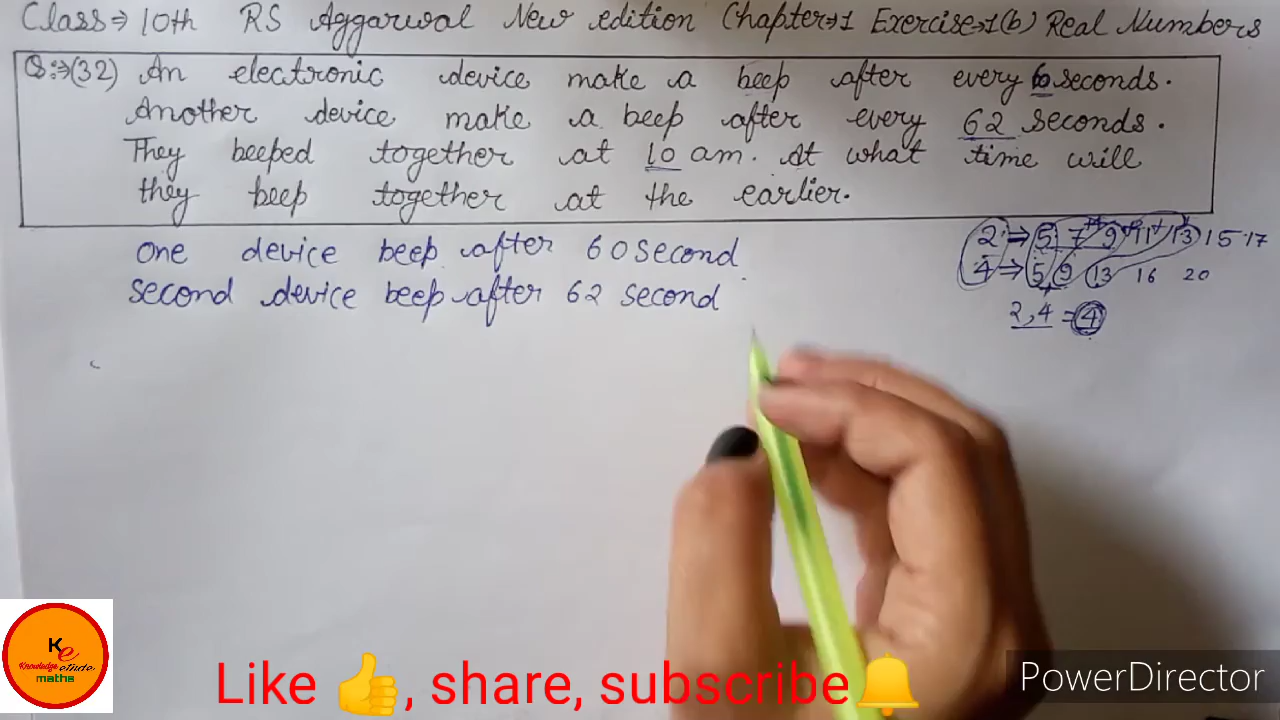 Class⇒ 10th RS Aggarwal New edition Chapter⇒1 Exercise⇒1(b) Real Numbers
Q:⇒(32) An electronic device make a beep after every 60 seconds.
Another device make a beep after every 62 seconds.
They beeped together at 10 am. At what time will
they beep together at the earlier.
One device beep after 60 second
second device beep after 62 second
2 ⇒ 5 7 9 11 13 15 17
4 ⇒ 5 9 13 16 20
2, 4 = 4
Ke
Knowledge etude
maths
Like 👍, share, subscribe🔔
PowerDirector